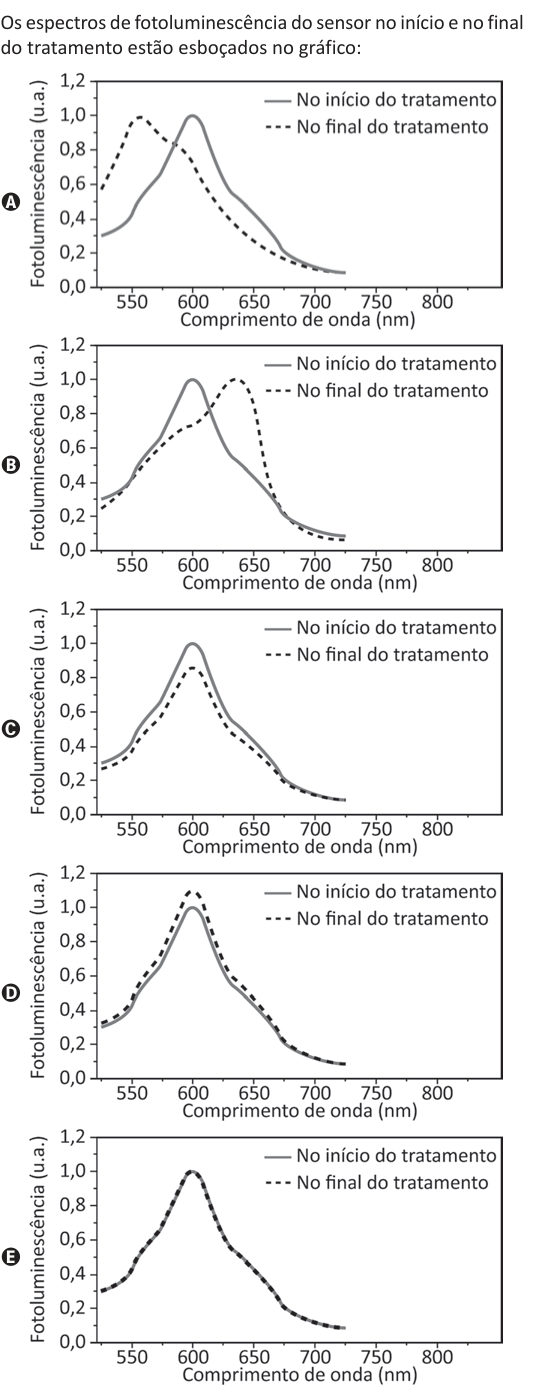 Os espectros de fotoluminescência do sensor no início e no final
do tratamento estão esboçados no gráfico:
A
Fotoluminescência (u.a.)
1,2
1,0
0,8
0,6
0,4
0,2
0,0
No início do tratamento
No final do tratamento
550 600 650 700 750 800
Comprimento de onda (nm)
B
Fotoluminescência (u.a.)
1,2
1,0
0,8
0,6
0,4
0,2
0,0
No início do tratamento
No final do tratamento
550 600 650 700 750 800
Comprimento de onda (nm)
C
Fotoluminescência (u.a.)
1,2
1,0
0,8
0,6
0,4
0,2
0,0
No início do tratamento
No final do tratamento
550 600 650 700 750 800
Comprimento de onda (nm)
D
Fotoluminescência (u.a.)
1,2
1,0
0,8
0,6
0,4
0,2
0,0
No início do tratamento
No final do tratamento
550 600 650 700 750 800
Comprimento de onda (nm)
E
Fotoluminescência (u.a.)
1,2
1,0
0,8
0,6
0,4
0,2
0,0
No início do tratamento
No final do tratamento
550 600 650 700 750 800
Comprimento de onda (nm)